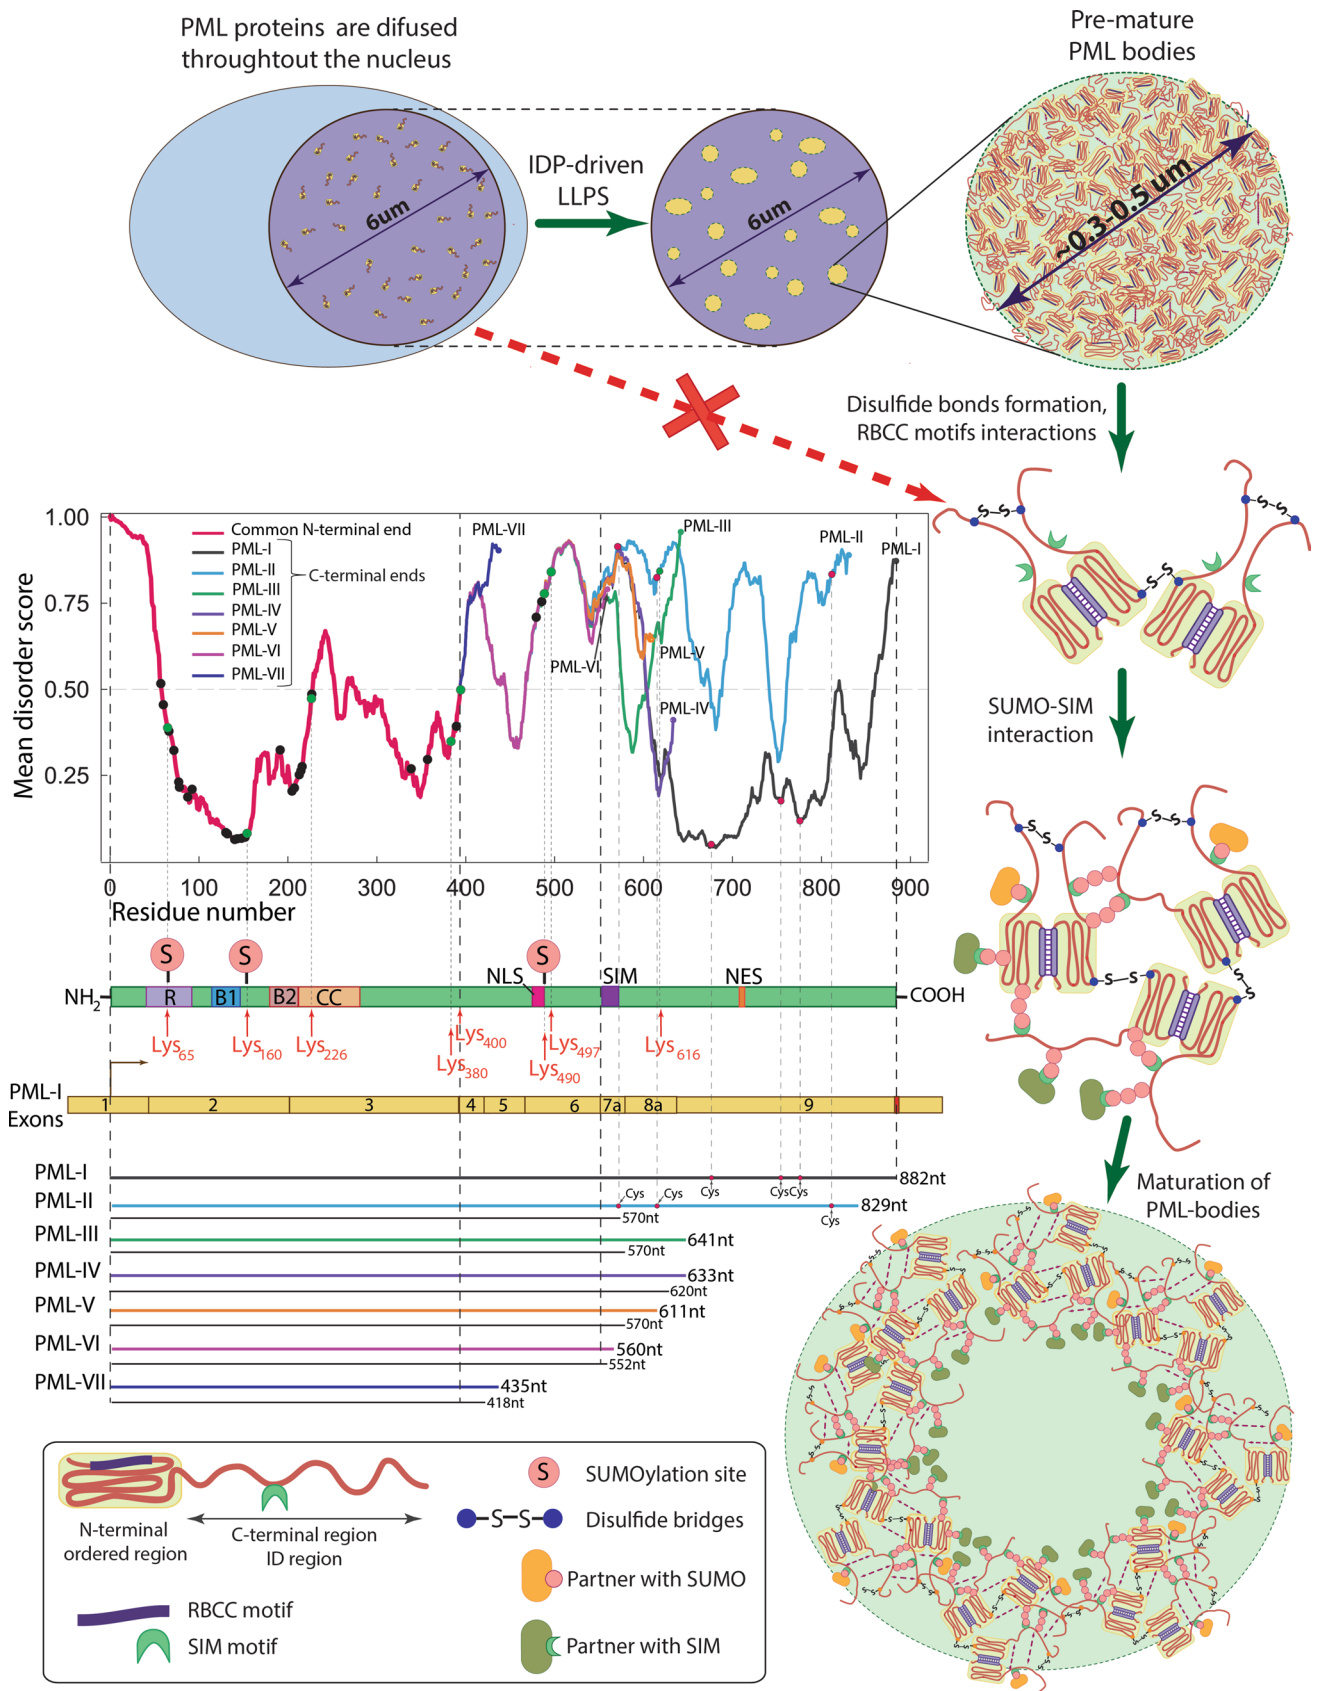 PML proteins are difused
throughtout the nucleus
Pre-mature
PML bodies
IDP-driven
LLPS
6um
6um
~0.3-0.5 um
Disulfide bonds formation,
RBCC motifs interactions
S-S
S-S
S-S
SUMO-SIM
interaction
S-S
S-S
S-S
S-S
Maturation of
PML-bodies
Mean disorder score
1.00
0.75
0.50
0.25
Common N-terminal end
PML-I
PML-II
PML-III
PML-IV
PML-V
PML-VI
PML-VII
C-terminal ends
PML-VII
PML-III
PML-II
PML-I
PML-VI
PML-V
PML-IV
0 100 200 300 400 500 600 700 800 900
Residue number
S S S
NLS SIM NES
NH2 R B1 B2 CC COOH
Lys65 Lys160 Lys226 Lys380 Lys400 Lys490 Lys497 Lys616
PML-I
Exons
1 2 3 4 5 6 7a 8a 9
PML-I 882nt
Cys Cys Cys Cys Cys
PML-II 829nt
570nt Cys
PML-III 641nt
570nt
PML-IV 633nt
620nt
PML-V 611nt
570nt
PML-VI 560nt
552nt
PML-VII 435nt
418nt
N-terminal
ordered region
C-terminal region
ID region
RBCC motif
SIM motif
S SUMOylation site
S-S Disulfide bridges
Partner with SUMO
Partner with SIM